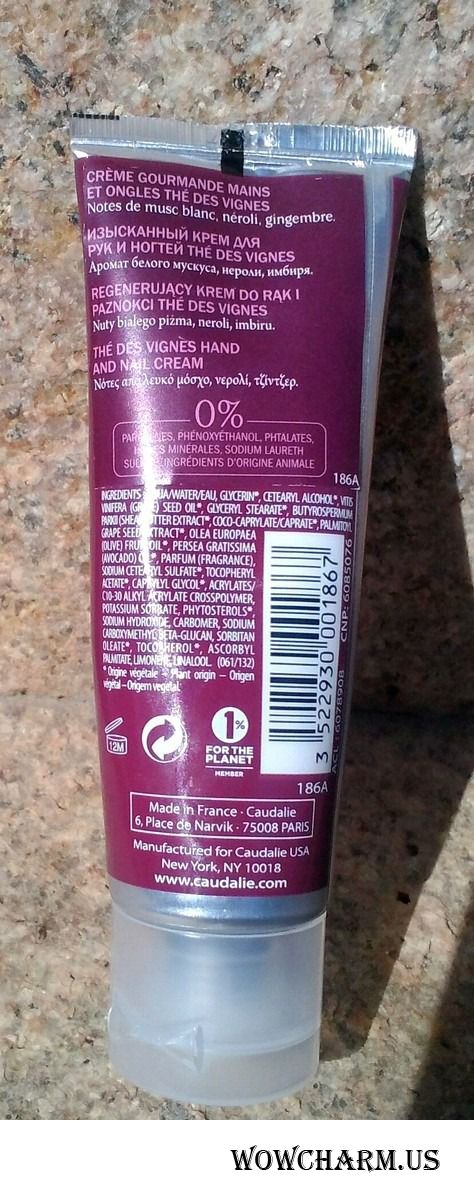 CRÈME GOURMANDE MAINS
ET ONGLES THÉ DES VIGNES
Notes de musc blanc, néroli, gingembre.
ИЗЫСКАННЫЙ КРЕМ ДЛЯ
РУК И НОГТЕЙ THÉ DES VIGNES
Аромат белого мускуса, нероли, имбиря.
REGENERUJĄCY KREM DO RĄK I
PAZNOKCI THÉ DES VIGNES
Nuty białego piżma, neroli, imbiru.
THÉ DES VIGNES HAND
AND NAIL CREAM
Νότες από λευκό μόσχο, νερολί, τζίντζερ.
0%
PHÉNOXYÉTHANOL, PHTALATES,
MINÉRALES, SODIUM LAURETH
INGRÉDIENTS D'ORIGINE ANIMALE
186A
INGREDIENTS GLYCERIN*, CETEARYL ALCOHOL*, VITIS
VINIFERA SEED OIL*, GLYCERYL STEARATE*, BUTYROSPERMUM
PARKII EXTRACT*, COCO-CAPRYLATE/CAPRATE*, PALMITOYL
GRAPE SEED EXTRACT*, OLEA EUROPAEA
(OLIVE) FRUIT OIL*, PERSEA GRATISSIMA
(AVOCADO) PARFUM (FRAGRANCE),
SODIUM CETEARYL SULFATE*, TOCOPHERYL
ACETATE*, CAPRYLYL GLYCOL*, ACRYLATES/
C10-30 ALKYL ACRYLATE CROSSPOLYMER,
POTASSIUM SORBATE, PHYTOSTEROLS*,
SODIUM HYDROXIDE, CARBOMER, SODIUM
CARBOXYMETHYL BETA-GLUCAN, SORBITAN
OLEATE*, TOCOPHEROL*, ASCORBYL
PALMITATE, LIMONENE, LINALOOL. (061/132)
* Origine végétale - Plant origin - Origen
vegetal - Origem vegetal.
3 522930 001867
CNP: 6085076
ACL: 6078908
12M
1%
FOR THE
PLANET
MEMBER
186A
Made in France · Caudalie
6, Place de Narvik · 75008 PARIS
Manufactured for Caudalie USA
New York, NY 10018
www.caudalie.com
WOWCHARM.US